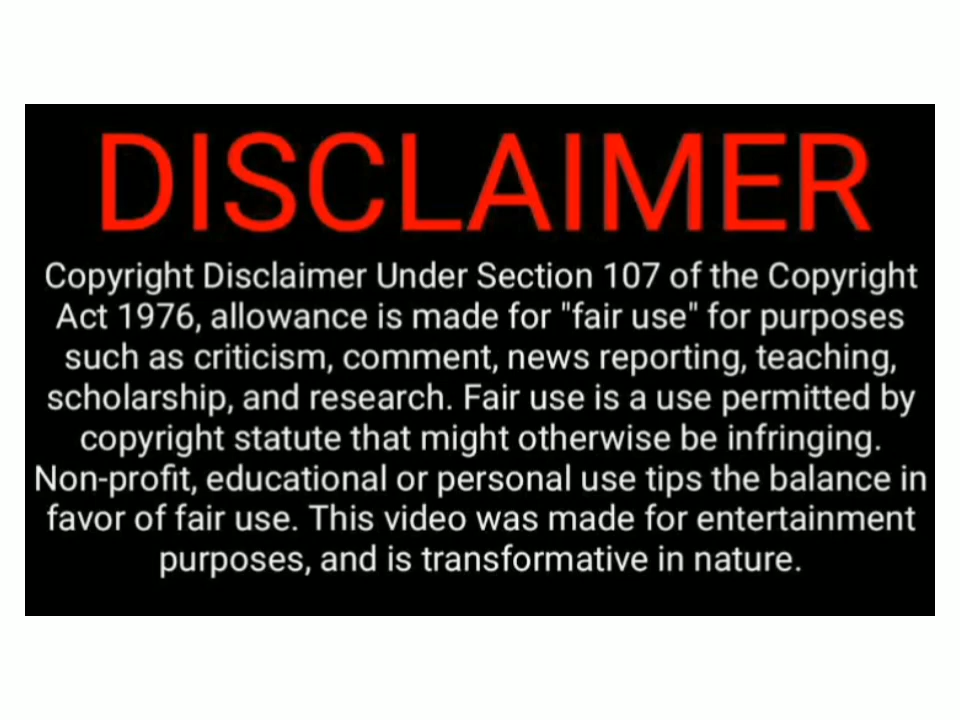 DISCLAIMER
Copyright Disclaimer Under Section 107 of the Copyright
Act 1976, allowance is made for "fair use" for purposes
such as criticism, comment, news reporting, teaching,
scholarship, and research. Fair use is a use permitted by
copyright statute that might otherwise be infringing.
Non-profit, educational or personal use tips the balance in
favor of fair use. This video was made for entertainment
purposes, and is transformative in nature.